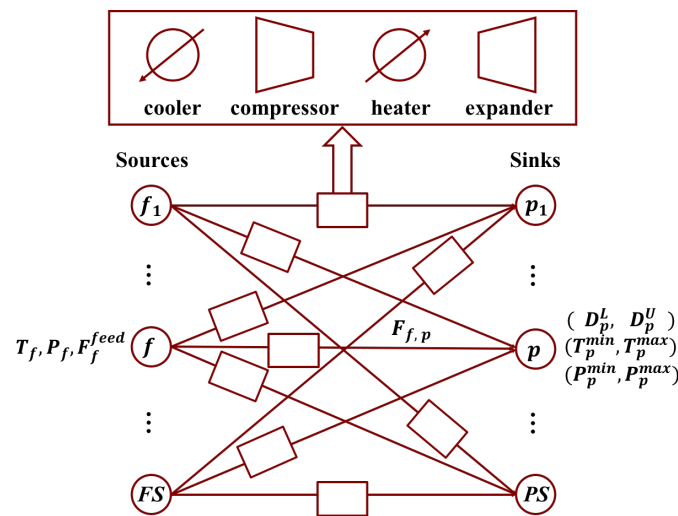 cooler compressor heater expander
Sources Sinks
f₁ p₁
⋮ ⋮
( D_p^L, D_p^U )
T_f, P_f, F_f^{feed} f F_{f,p} p (T_p^{min}, T_p^{max})
(P_p^{min}, P_p^{max})
⋮ ⋮
FS PS